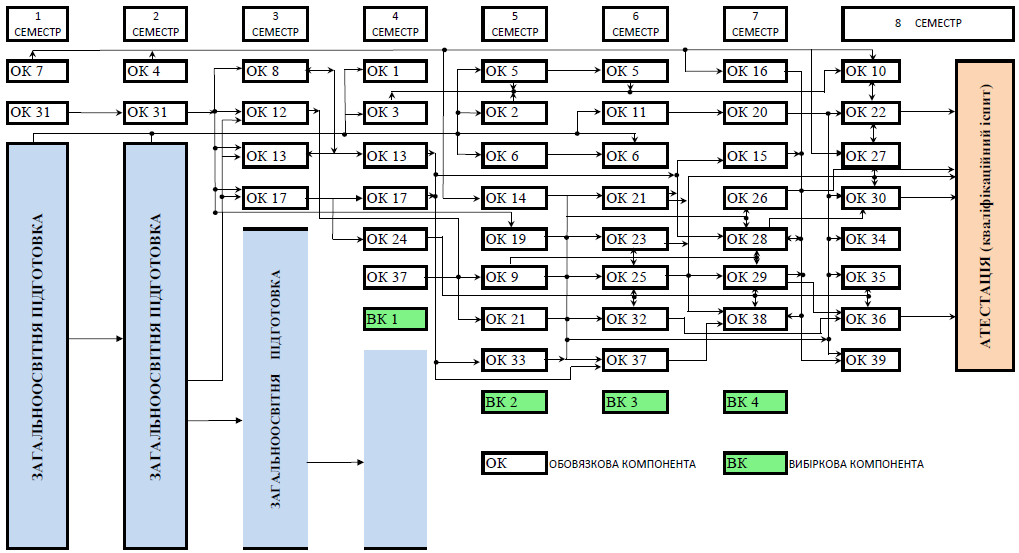 1
СЕМЕСТР
2
СЕМЕСТР
3
СЕМЕСТР
4
СЕМЕСТР
5
СЕМЕСТР
6
СЕМЕСТР
7
СЕМЕСТР
8 СЕМЕСТР
ОК 7
ОК 4
ОК 8
ОК 1
ОК 5
ОК 5
ОК 16
ОК 10
ОК 31
ОК 31
ОК 12
ОК 3
ОК 2
ОК 11
ОК 20
ОК 22
ОК 13
ОК 13
ОК 6
ОК 6
ОК 15
ОК 27
ОК 17
ОК 17
ОК 14
ОК 21
ОК 26
ОК 30
ОК 24
ОК 19
ОК 23
ОК 28
ОК 34
ОК 37
ОК 9
ОК 25
ОК 29
ОК 35
ВК 1
ОК 21
ОК 32
ОК 38
ОК 36
ОК 33
ОК 37
ОК 39
ВК 2
ВК 3
ВК 4
ЗАГАЛЬНООСВІТНЯ ПІДГОТОВКА
ЗАГАЛЬНООСВІТНЯ ПІДГОТОВКА
ЗАГАЛЬНООСВІТНЯ ПІДГОТОВКА
АТЕСТАЦІЯ (кваліфікаційний іспит)
ОК ОБОВЯЗКОВА КОМПОНЕНТА
ВК ВИБІРКОВА КОМПОНЕНТА